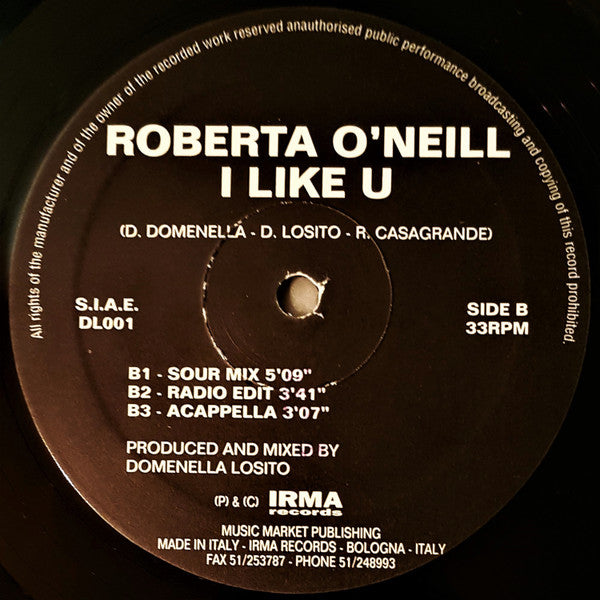 All rights of the manufacturer and of the owner of the recorded work reserved anauthorised public performance broadcasting and copying of this record prohibited.
ROBERTA O'NEILL
I LIKE U
(D. DOMENELLA - D. LOSITO - R. CASAGRANDE)
S.I.A.E.
DL001
SIDE B
33RPM
B1 - SOUR MIX 5'09"
B2 - RADIO EDIT 3'41"
B3 - ACAPPELLA 3'07"
PRODUCED AND MIXED BY
DOMENELLA LOSITO
(P) & (C) IRMA records
MUSIC MARKET PUBLISHING
MADE IN ITALY - IRMA RECORDS - BOLOGNA - ITALY
FAX 51/253787 - PHONE 51/248993